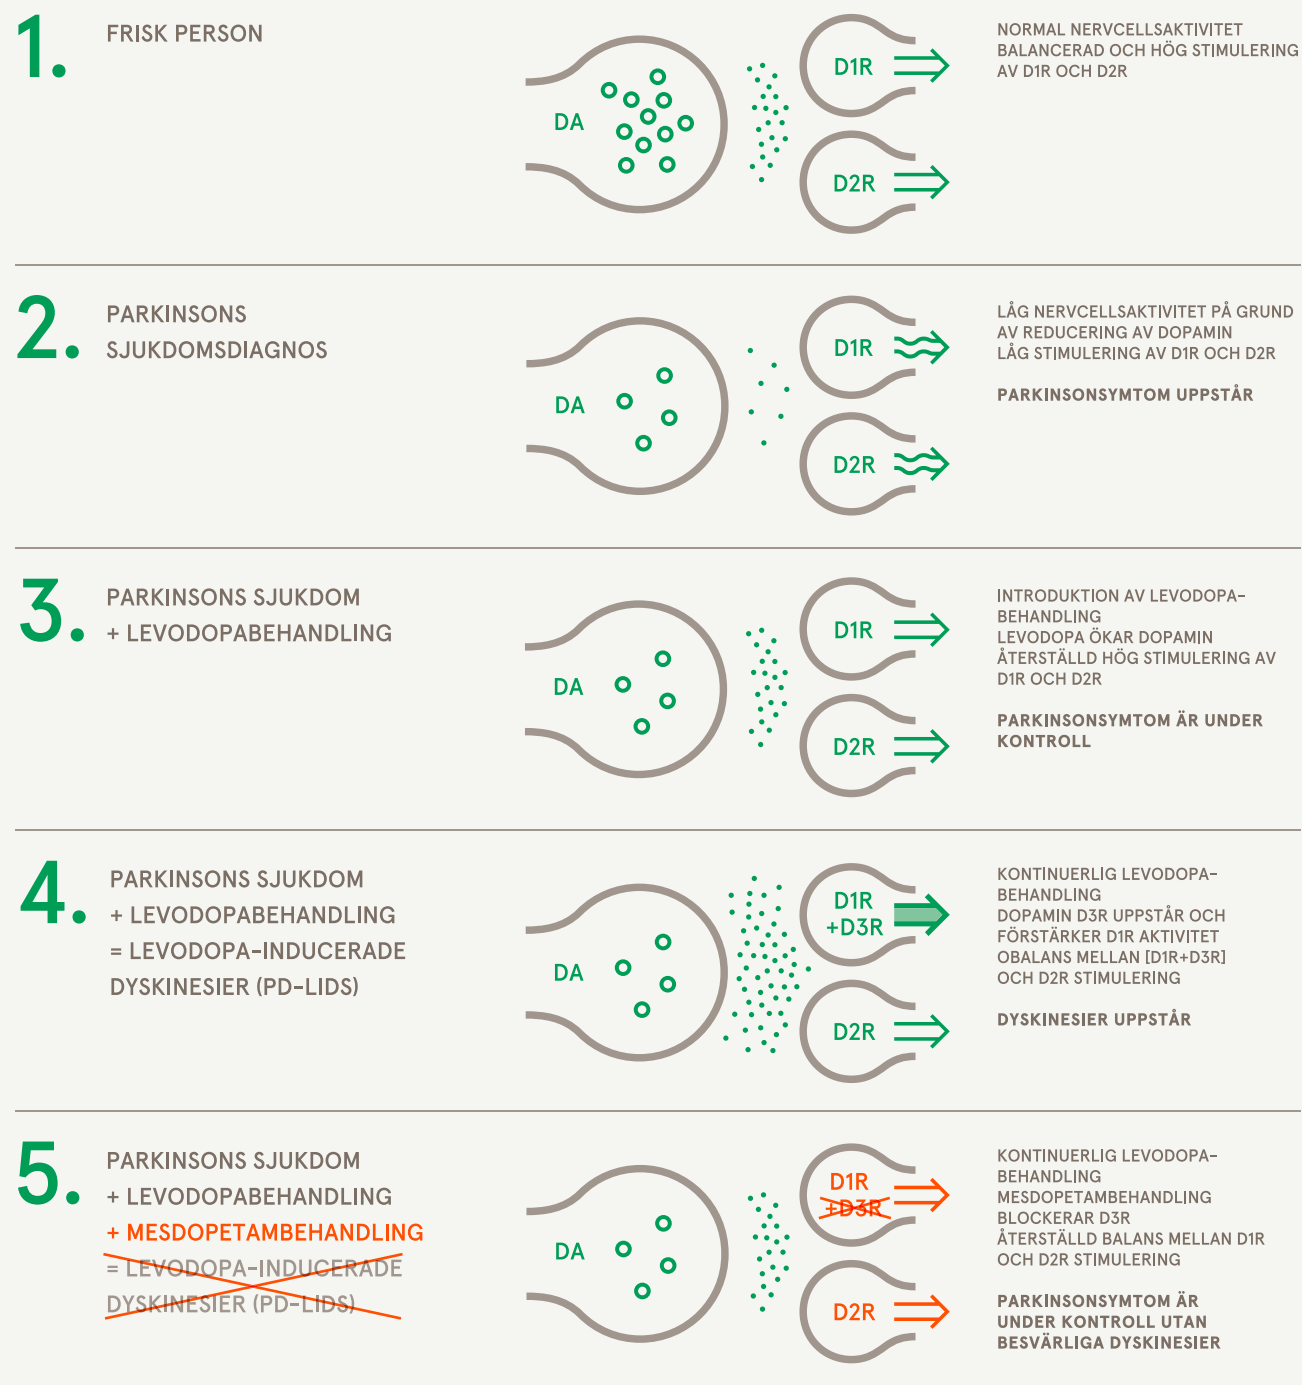 1.
FRISK PERSON
DA
D1R
D2R
NORMAL NERVCELLSAKTIVITET
BALANCERAD OCH HÖG STIMULERING
AV D1R OCH D2R
2.
PARKINSONS
SJUKDOMSDIAGNOS
DA
D1R
D2R
LÅG NERVCELLSAKTIVITET PÅ GRUND
AV REDUCERING AV DOPAMIN
LÅG STIMULERING AV D1R OCH D2R
PARKINSONSYMTOM UPPSTÅR
3.
PARKINSONS SJUKDOM
+ LEVODOPABEHANDLING
DA
D1R
D2R
INTRODUKTION AV LEVODOPA-
BEHANDLING
LEVODOPA ÖKAR DOPAMIN
ÅTERSTÄLLD HÖG STIMULERING AV
D1R OCH D2R
PARKINSONSYMTOM ÄR UNDER
KONTROLL
4.
PARKINSONS SJUKDOM
+ LEVODOPABEHANDLING
= LEVODOPA-INDUCERADE
DYSKINESIER (PD-LIDS)
DA
D1R
+D3R
D2R
KONTINUERLIG LEVODOPA-
BEHANDLING
DOPAMIN D3R UPPSTÅR OCH
FÖRSTÄRKER D1R AKTIVITET
OBALANS MELLAN [D1R+D3R]
OCH D2R STIMULERING
DYSKINESIER UPPSTÅR
5.
PARKINSONS SJUKDOM
+ LEVODOPABEHANDLING
+ MESDOPETAMBEHANDLING
= LEVODOPA-INDUCERADE
DYSKINESIER (PD-LIDS)
DA
D1R
+D3R
D2R
KONTINUERLIG LEVODOPA-
BEHANDLING
MESDOPETAMBEHANDLING
BLOCKERAR D3R
ÅTERSTÄLLD BALANS MELLAN D1R
OCH D2R STIMULERING
PARKINSONSYMTOM ÄR
UNDER KONTROLL UTAN
BESVÄRLIGA DYSKINESIER